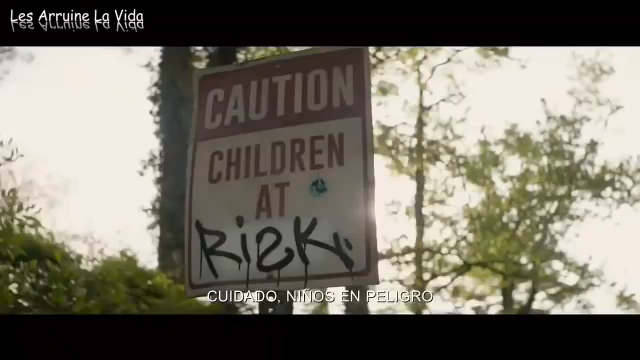 Les Arruine La Vida
CAUTION
CHILDREN
AT
RiSK.
CUIDADO, NIÑOS EN PELIGRO